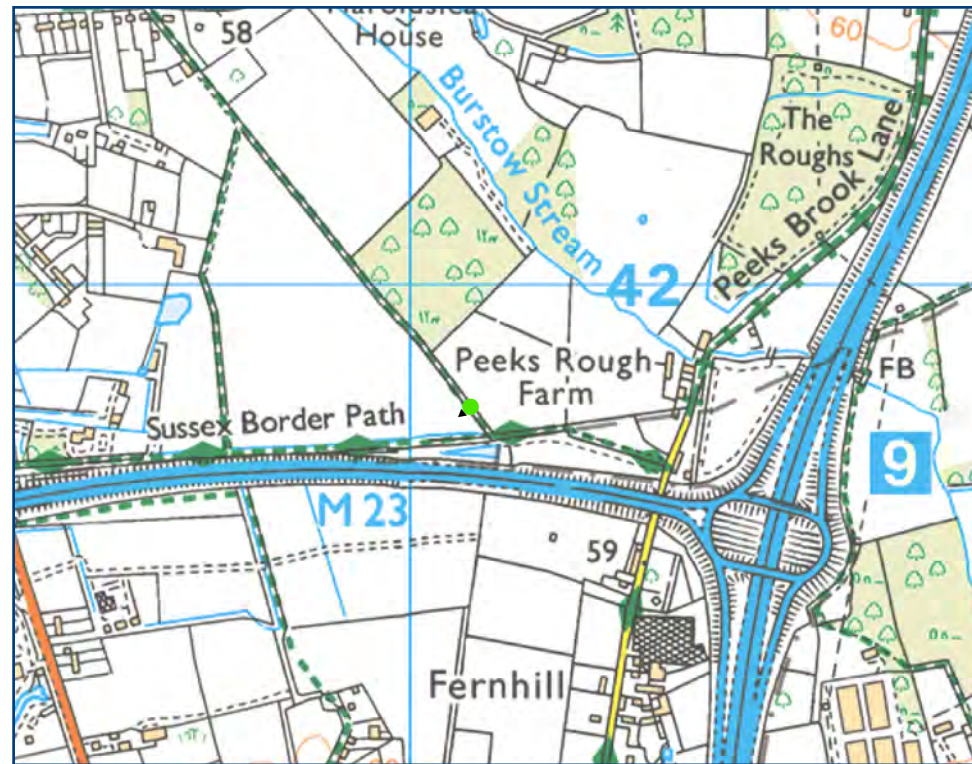 58
House
60
Burstow Stream
The
Roughs
Peeks Brook Lane
42
Peeks Rough
Farm
FB
Sussex Border Path
9
M 23
59
Fernhill